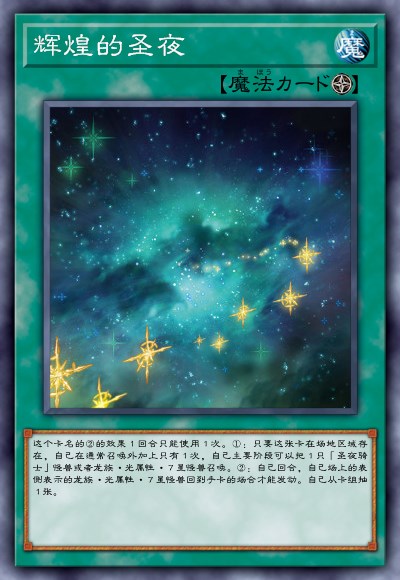 辉煌的圣夜
魔
まほう
【魔法カード】
这个卡名的②的效果1回合只能使用1次。①：只要这张卡在场地区域存
在，自己在通常召唤外加上只有1次，自己主要阶段可以把1只「圣夜骑
士」怪兽或者龙族・光属性・7星怪兽召唤。②：自己回合，自己场上的表
侧表示的龙族・光属性・7星怪兽回到手卡的场合才能发动。自己从卡组抽
1张。